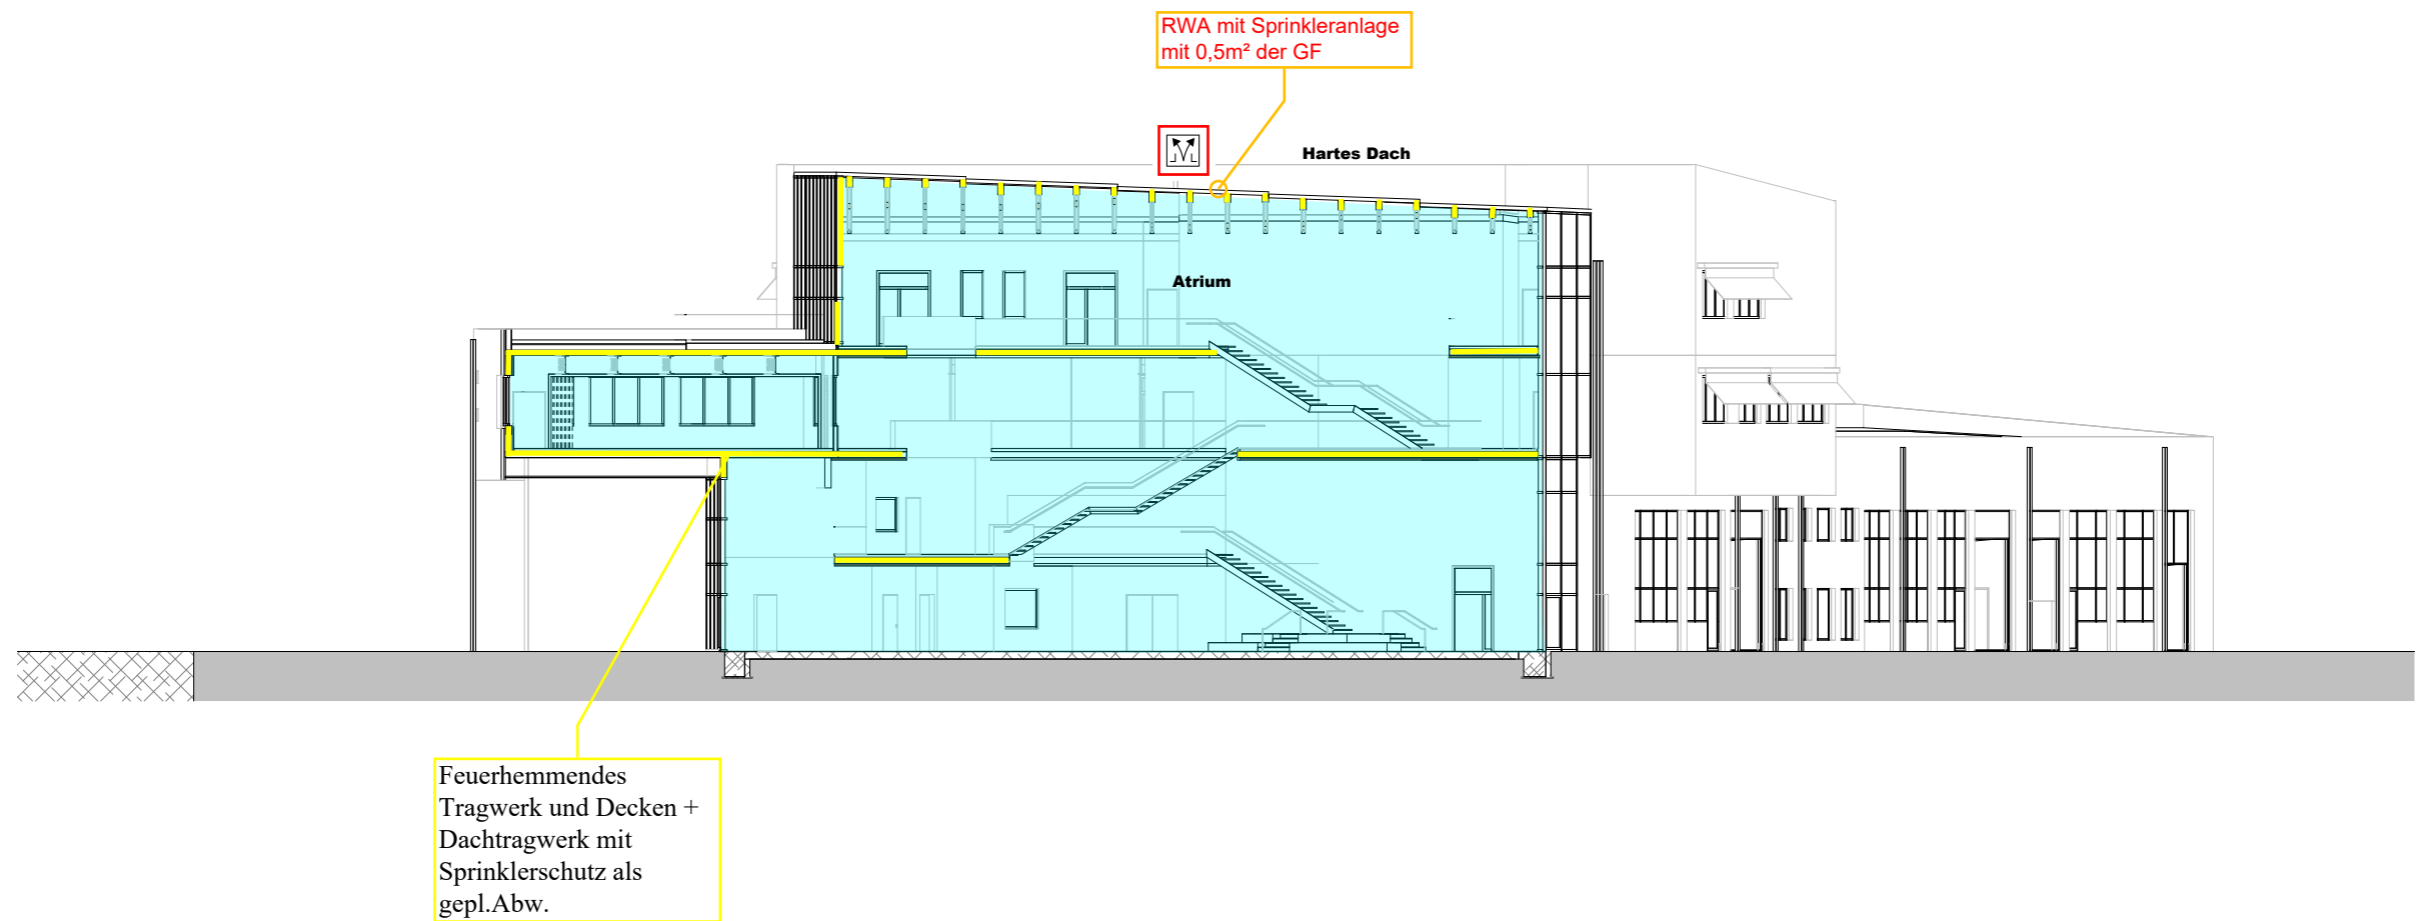 RWA mit Sprinkleranlage
mit 0,5m² der GF
Hartes Dach
Atrium
Feuerhemmendes
Tragwerk und Decken +
Dachtragwerk mit
Sprinklerschutz als
gepl.Abw.